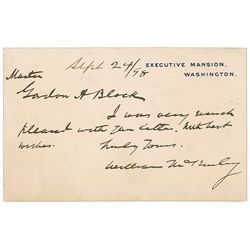 Sept 24/98
EXECUTIVE MANSION,
WASHINGTON.
Master
Gordon A Block
I was very much
pleased with your letter. With best
wishes.
Truly Yours.
William McKinley